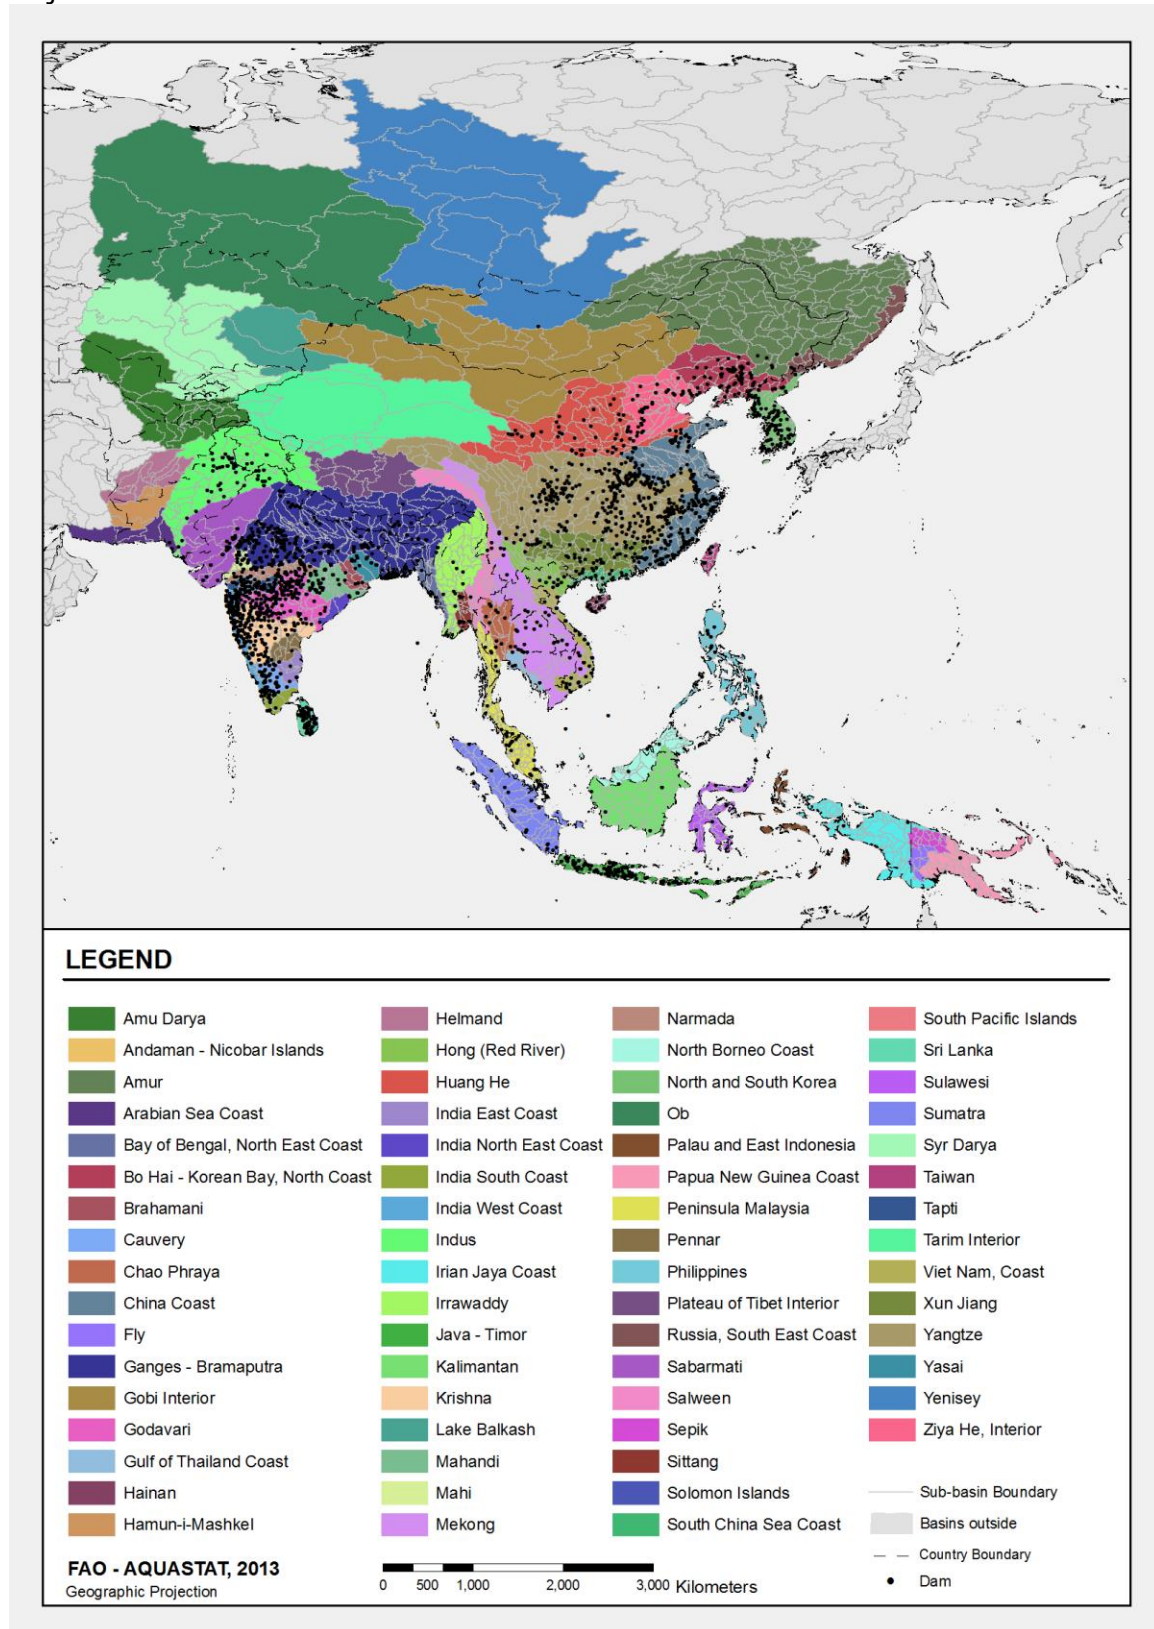 LEGEND
Amu Darya
Andaman - Nicobar Islands
Amur
Arabian Sea Coast
Bay of Bengal, North East Coast
Bo Hai - Korean Bay, North Coast
Brahamani
Cauvery
Chao Phraya
China Coast
Fly
Ganges - Bramaputra
Gobi Interior
Godavari
Gulf of Thailand Coast
Hainan
Hamun-i-Mashkel
Helmand
Hong (Red River)
Huang He
India East Coast
India North East Coast
India South Coast
India West Coast
Indus
Irian Jaya Coast
Irrawaddy
Java - Timor
Kalimantan
Krishna
Lake Balkash
Mahandi
Mahi
Mekong
Narmada
North Borneo Coast
North and South Korea
Ob
Palau and East Indonesia
Papua New Guinea Coast
Peninsula Malaysia
Pennar
Philippines
Plateau of Tibet Interior
Russia, South East Coast
Sabarmati
Salween
Sepik
Sittang
Solomon Islands
South China Sea Coast
South Pacific Islands
Sri Lanka
Sulawesi
Sumatra
Syr Darya
Taiwan
Tapti
Tarim Interior
Viet Nam, Coast
Xun Jiang
Yangtze
Yasai
Yenisey
Ziya He, Interior
Sub-basin Boundary
Basins outside
Country Boundary
Dam
FAO - AQUASTAT, 2013
Geographic Projection
0 500 1,000 2,000 3,000 Kilometers